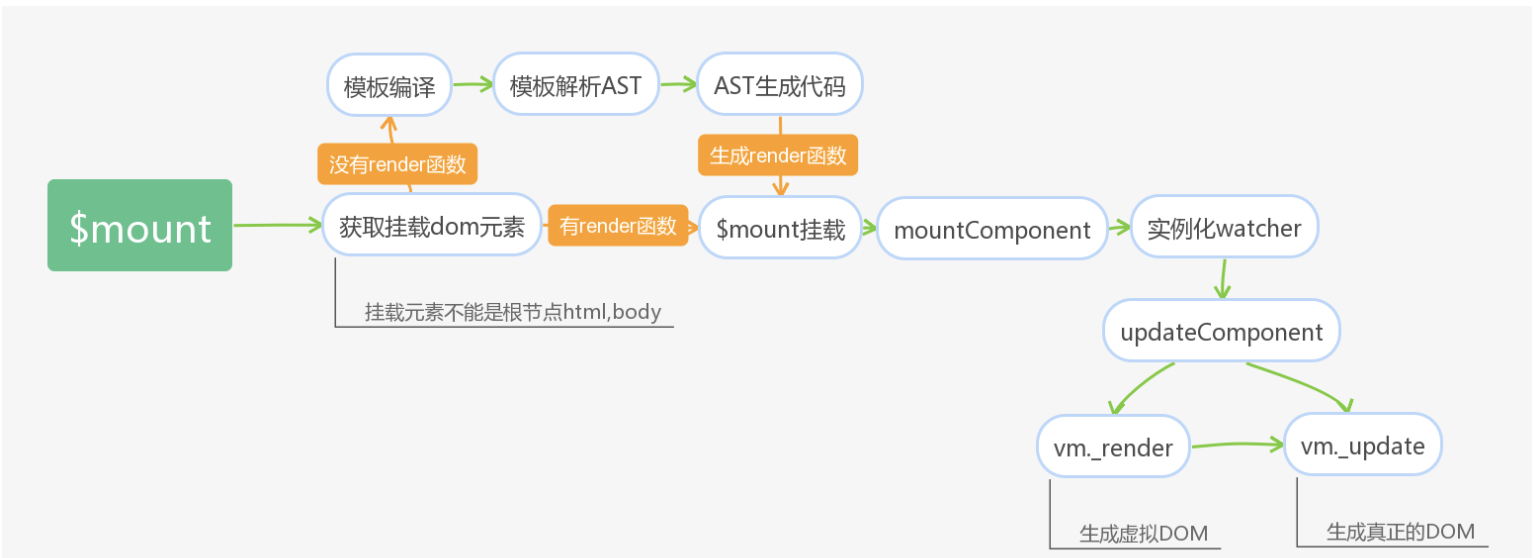 模板编译
模板解析AST
AST生成代码
没有render函数
生成render函数
$mount
获取挂载dom元素
有render函数
$mount挂载
mountComponent
实例化watcher
挂载元素不能是根节点html,body
updateComponent
vm._render
vm._update
生成虚拟DOM
生成真正的DOM